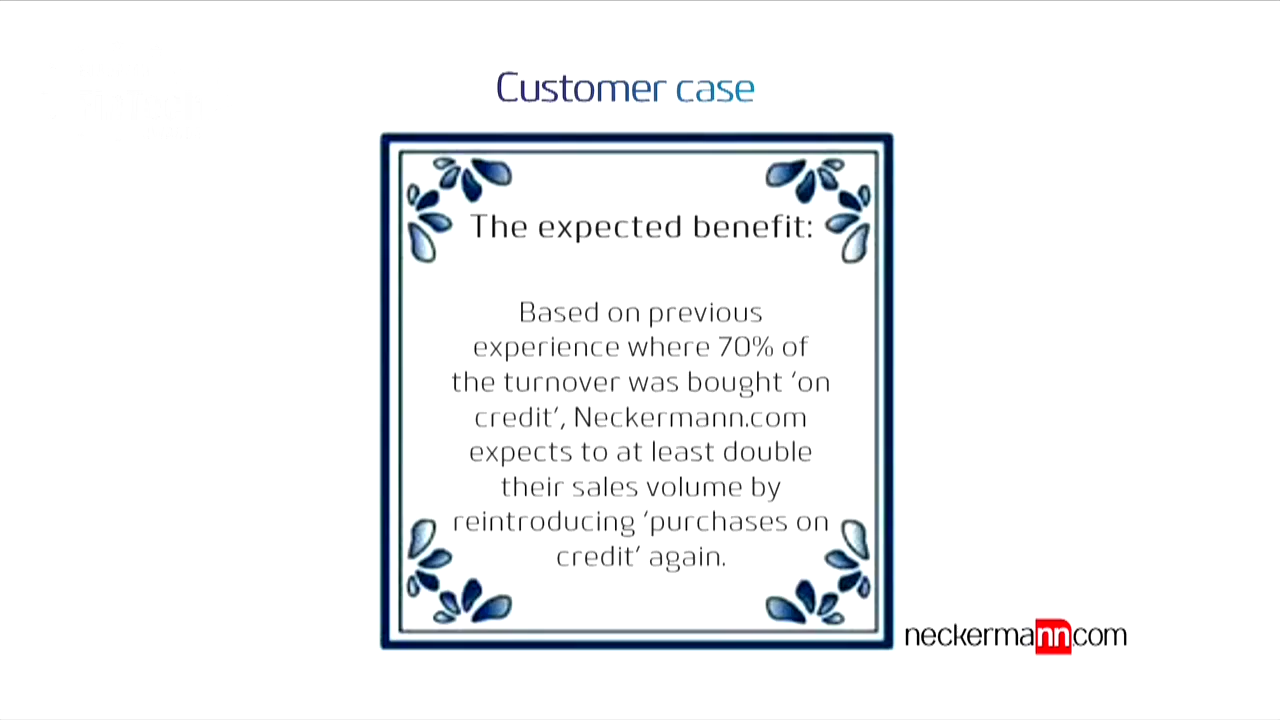 Customer case
The expected benefit:
Based on previous
experience where 70% of
the turnover was bought ‘on
credit’, Neckermann.com
expects to at least double
their sales volume by
reintroducing ‘purchases on
credit’ again.
neckermann.com